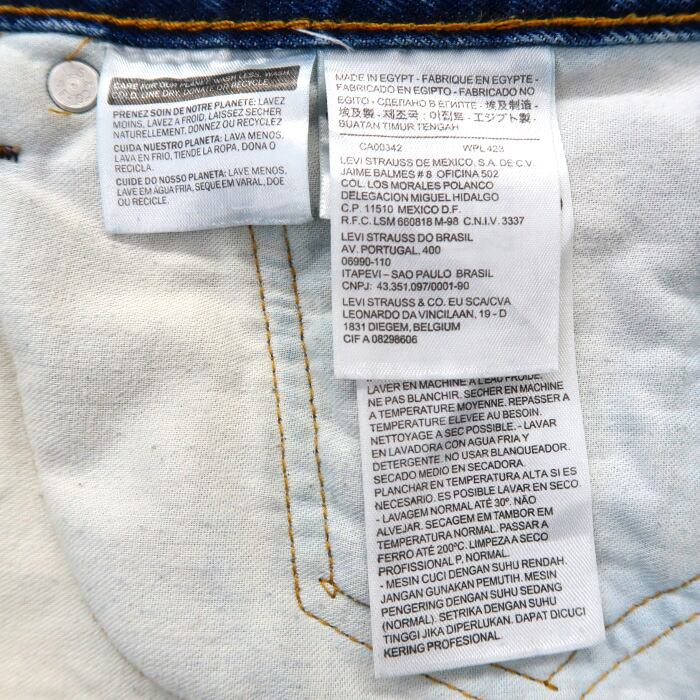 CARE FOR OUR PLANET: WASH LESS, WASH
COLD, LINE DRY, DONATE OR RECYCLE.
PRENEZ SOIN DE NOTRE PLANETE: LAVEZ
MOINS, LAVEZ A FROID, LAISSEZ SECHER
NATURELLEMENT, DONNEZ OU RECYCLEZ
CUIDA NUESTRO PLANETA: LAVA MENOS,
LAVA EN FRIO, TIENDE LA ROPA, DONA O
RECICLA.
CUIDE DO NOSSO PLANETA: LAVE MENOS,
LAVE EM ÁGUA FRIA, SEQUE EM VARAL, DOE
OU RECICLE.
MADE IN EGYPT - FABRIQUE EN EGYPTE -
FABRICADO EN EGIPTO - FABRICADO NO
EGITO - СДЕЛАНО В ЕГИПТЕ - 埃及制造 -
埃及製 - 제조국 : 이집트 - エジプト製 -
BUATAN TIMUR TENGAH
CA00342 WPL 423
LEVI STRAUSS DE MEXICO, S.A. DE C.V.
JAIME BALMES # 8 OFICINA 502
COL. LOS MORALES POLANCO
DELEGACION MIGUEL HIDALGO
C.P. 11510 MEXICO D.F.
R.F.C. LSM 660818 M-98 C.N.I.V. 3337
LEVI STRAUSS DO BRASIL
AV. PORTUGAL, 400
06990-110
ITAPEVI – SAO PAULO BRASIL
CNPJ: 43.351.097/0001-90
LEVI STRAUSS & CO. EU SCA/CVA
LEONARDO DA VINCILAAN, 19 - D
1831 DIEGEM, BELGIUM
CIF A 08298606
LAVER EN MACHINE A L'EAU FROIDE.
NE PAS BLANCHIR. SECHER EN MACHINE
A TEMPERATURE MOYENNE. REPASSER A
TEMPERATURE ELEVEE AU BESOIN.
NETTOYAGE A SEC POSSIBLE. - LAVAR
EN LAVADORA CON AGUA FRIA Y
DETERGENTE. NO USAR BLANQUEADOR.
SECADO MEDIO EN SECADORA.
PLANCHAR EN TEMPERATURA ALTA SI ES
NECESARIO. ES POSIBLE LAVAR EN SECO.
- LAVAGEM NORMAL ATÉ 30º. NÃO
ALVEJAR. SECAGEM EM TAMBOR EM
TEMPERATURA NORMAL. PASSAR A
FERRO ATÉ 200ºC. LIMPEZA A SECO
PROFISSIONAL P, NORMAL.
- MESIN CUCI DENGAN SUHU RENDAH.
JANGAN GUNAKAN PEMUTIH. MESIN
PENGERING DENGAN SUHU SEDANG
(NORMAL). SETRIKA DENGAN SUHU
TINGGI JIKA DIPERLUKAN. DAPAT DICUCI
KERING PROFESIONAL.